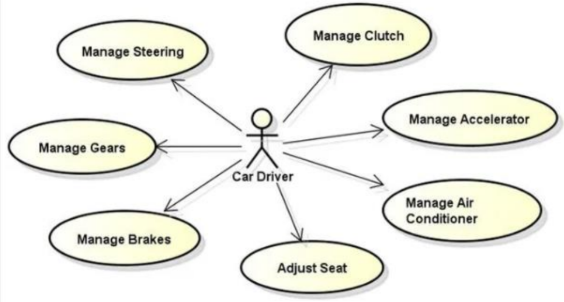 Manage Clutch
Manage Steering
Manage Accelerator
Manage Gears
Car Driver
Manage Air
Conditioner
Manage Brakes
Adjust Seat